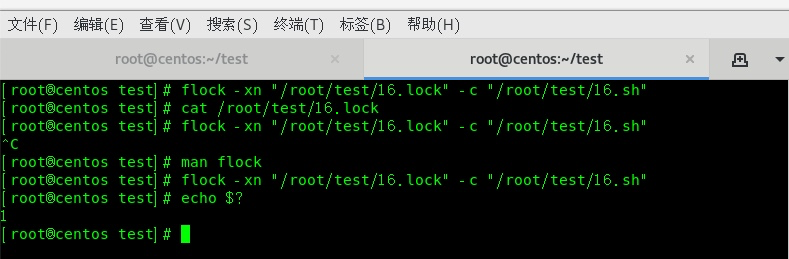 文件(F) 编辑(E) 查看(V) 搜索(S) 终端(T) 标签(B) 帮助(H)
root@centos:~/test × root@centos:~/test ×
[root@centos test]# flock -xn "/root/test/16.lock" -c "/root/test/16.sh"
[root@centos test]# cat /root/test/16.lock
[root@centos test]# flock -xn "/root/test/16.lock" -c "/root/test/16.sh"
^C
[root@centos test]# man flock
[root@centos test]# flock -xn "/root/test/16.lock" -c "/root/test/16.sh"
[root@centos test]# echo $?
1
[root@centos test]#